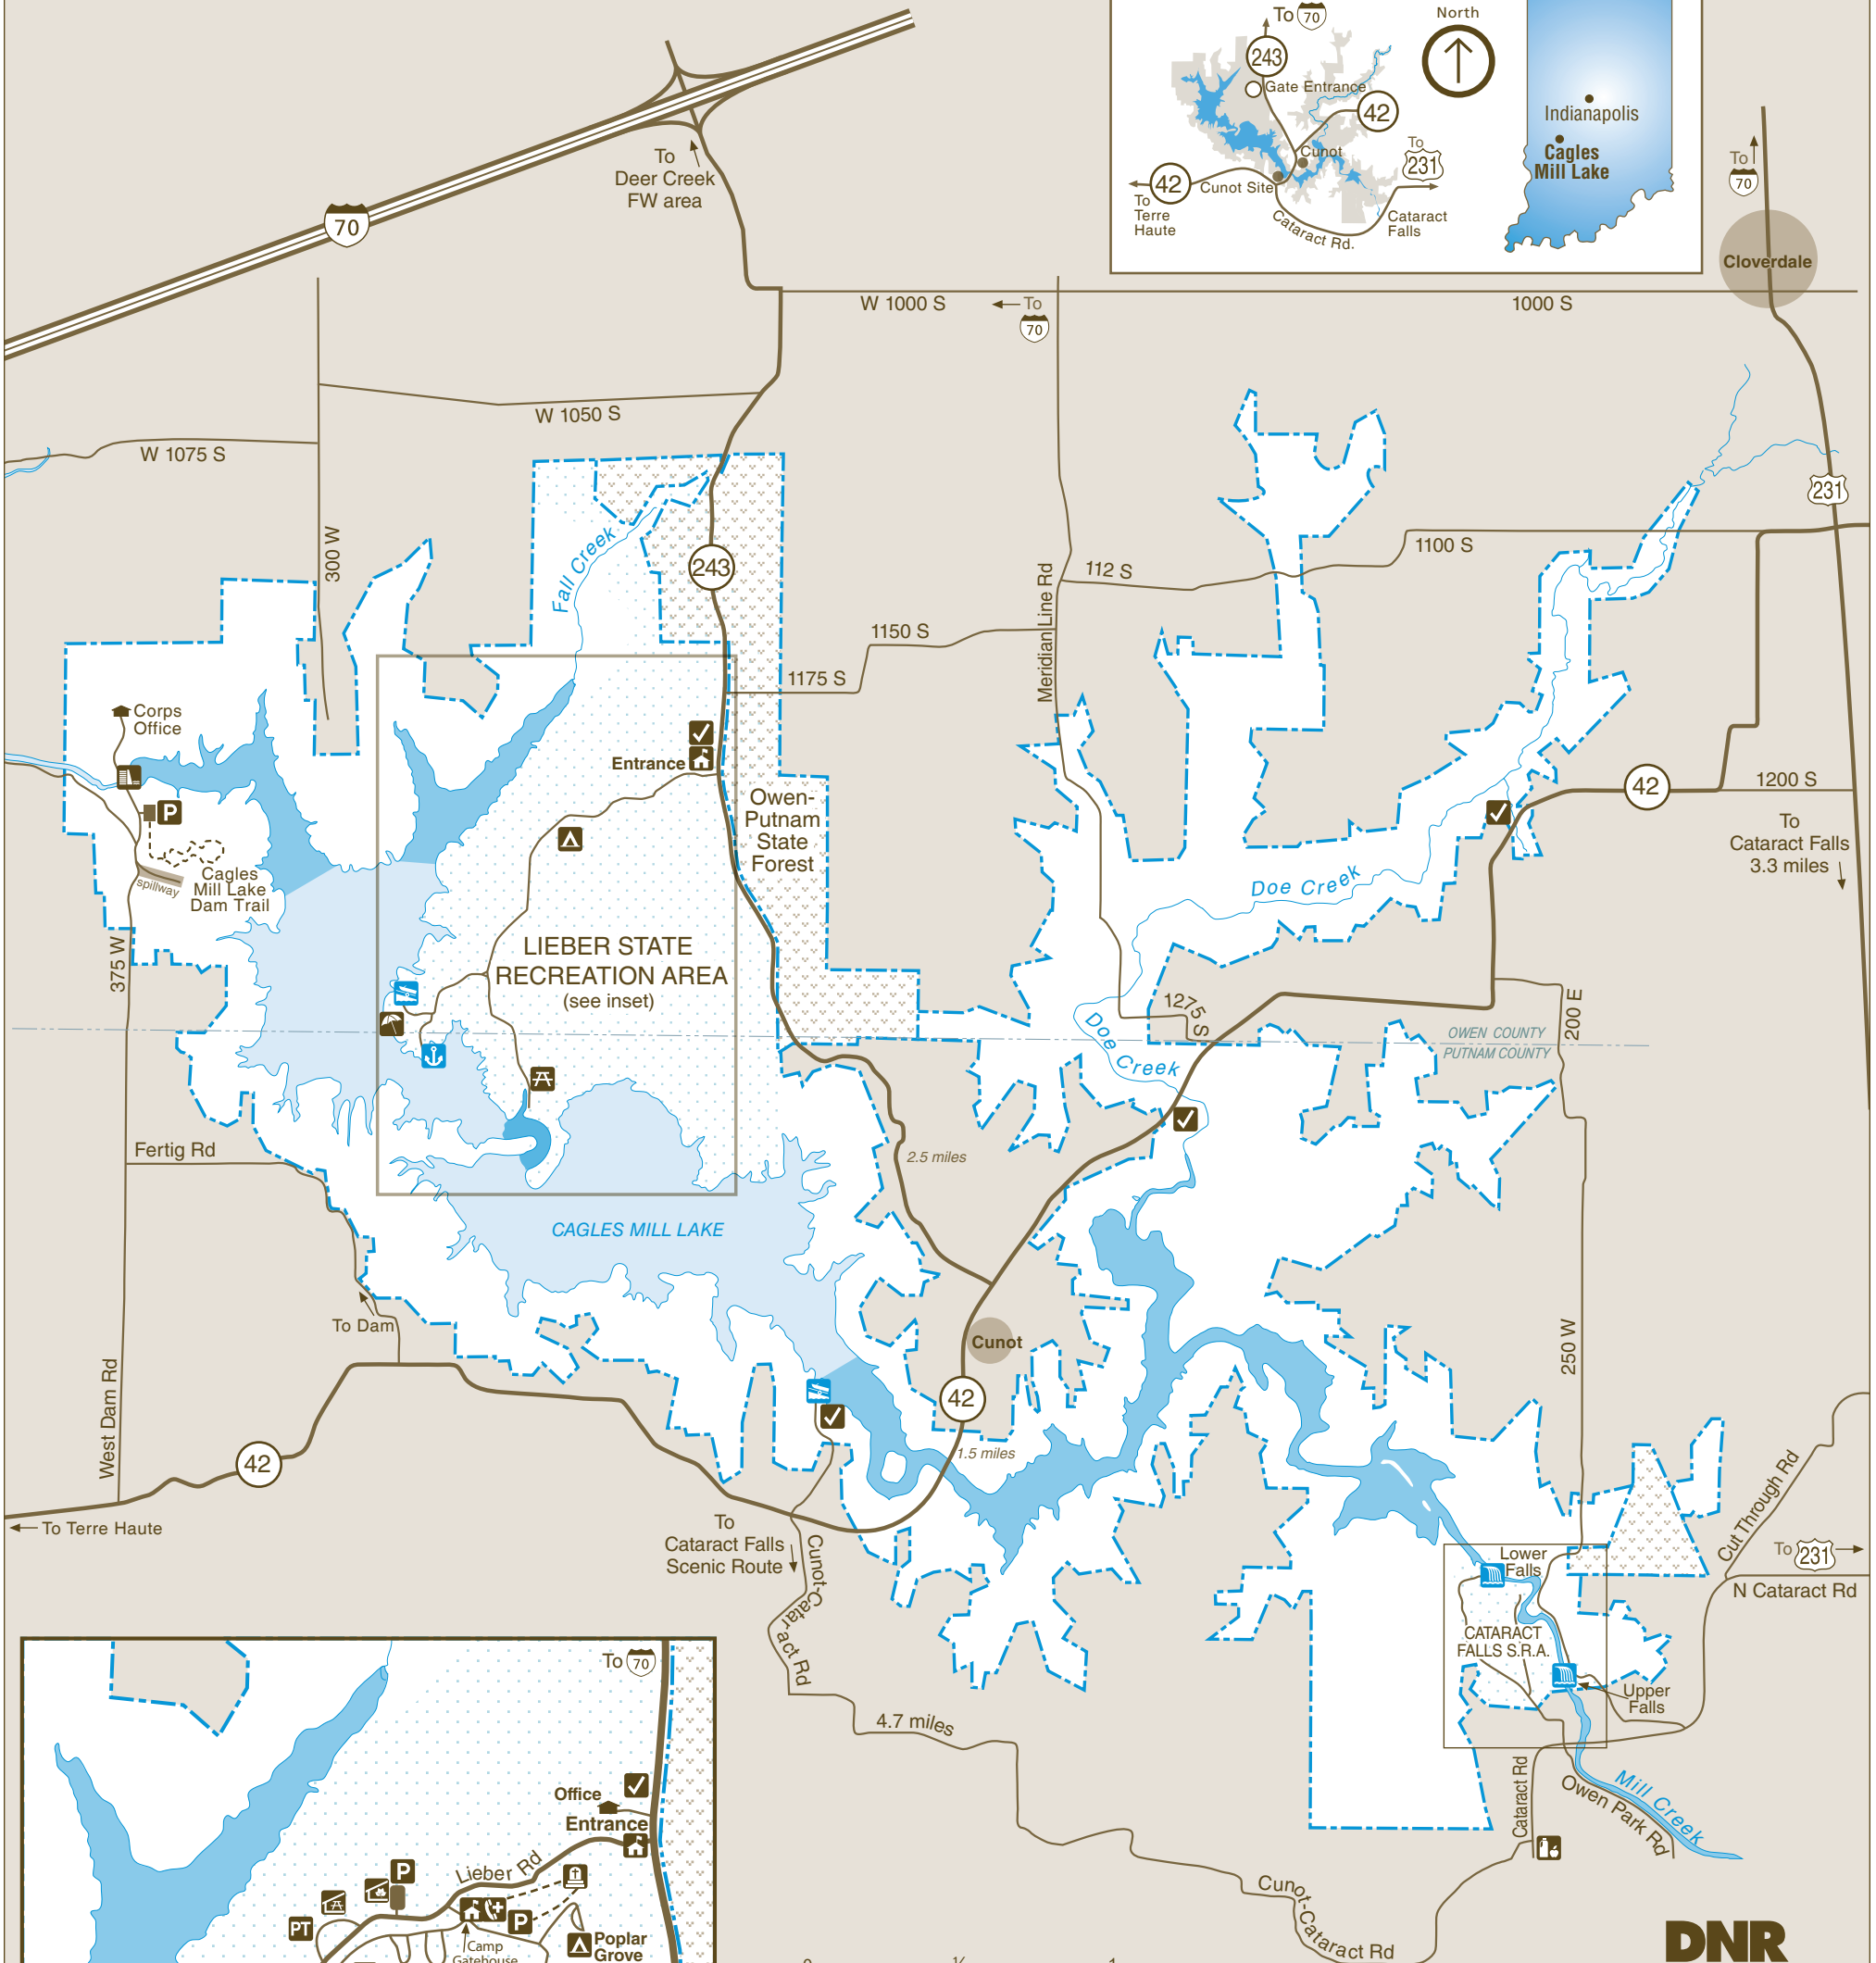 To 70
243
Gate Entrance
42
Cunot
To
231
42
Cunot Site
To
Terre
Haute
Cataract Rd.
Cataract
Falls
North
Indianapolis
Cagles
Mill Lake
To
70
Cloverdale
70
To
Deer Creek
FW area
W 1000 S
To
70
1000 S
W 1050 S
W 1075 S
300 W
Fall Creek
243
231
1100 S
112 S
Meridian Line Rd
1150 S
1175 S
Corps
Office
Entrance
P
Owen-
Putnam
State
Forest
42
1200 S
To
Cataract Falls
3.3 miles
Cagles
Mill Lake
Dam Trail
spillway
Doe Creek
LIEBER STATE
RECREATION AREA
(see inset)
375 W
1275 S
200 E
Doe Creek
OWEN COUNTY
PUTNAM COUNTY
Fertig Rd
2.5 miles
CAGLES MILL LAKE
To Dam
Cunot
250 W
West Dam Rd
42
42
1.5 miles
To Terre Haute
To
Cataract Falls
Scenic Route
Cunot-Cataract Rd
Cut Through Rd
To 231
N Cataract Rd
Lower
Falls
CATARACT
FALLS S.R.A.
Upper
Falls
4.7 miles
Cataract Rd
Owen Park Rd
Mill Creek
Cunot-Cataract Rd
To 70
Office
Entrance
Lieber Rd
P
P
PT
Camp
Gatehouse
Poplar
Grove
DNR